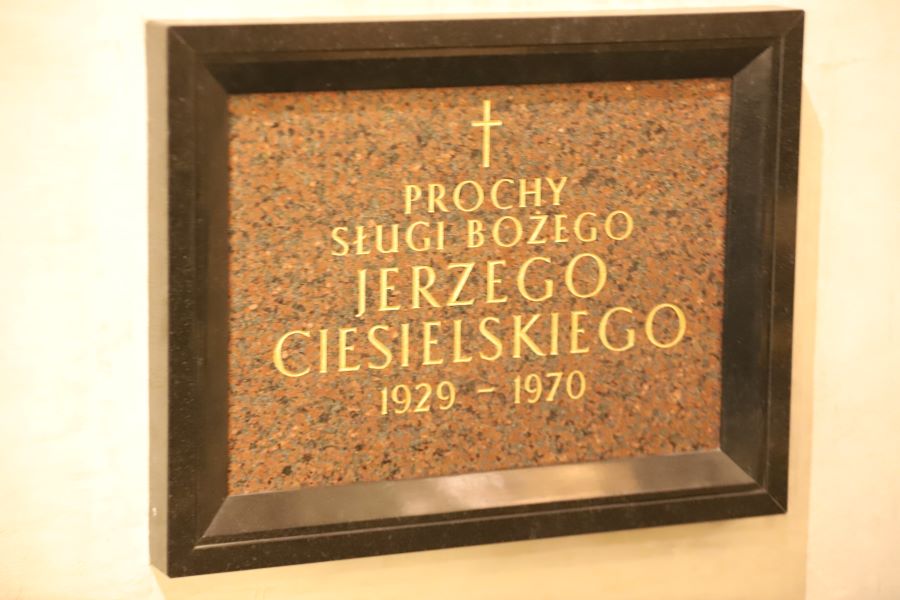 PROCHY
SŁUGI BOŻEGO
JERZEGO
CIESIELSKIEGO
1929 - 1970